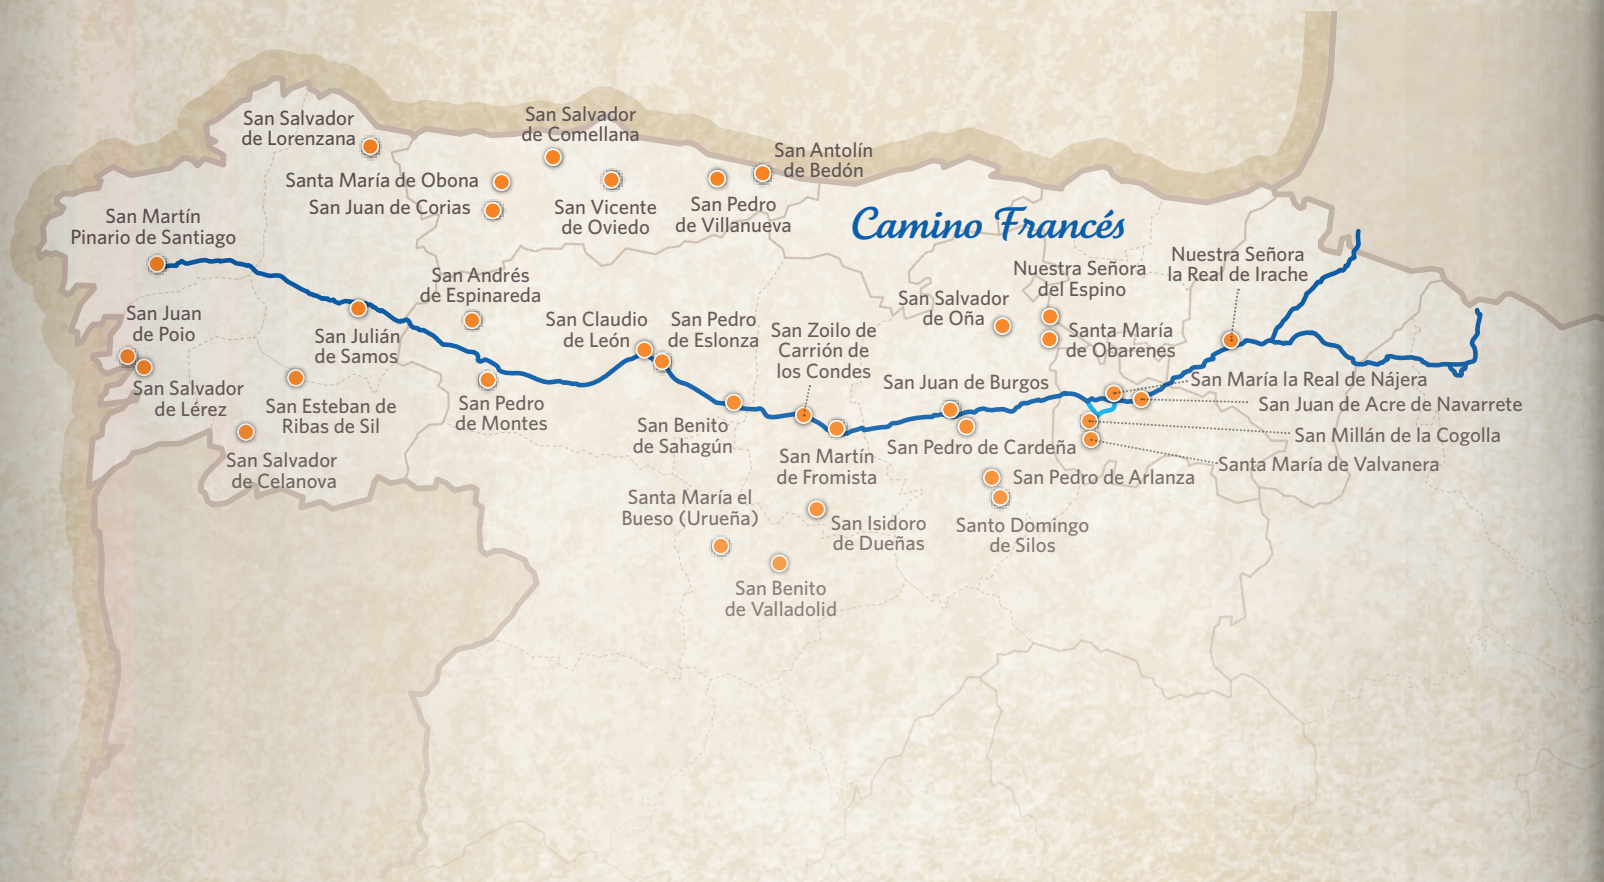 San Salvador
de Lorenzana
San Salvador
de Comellana
San Antolín
de Bedón
Santa María de Obona
San Juan de Corias
San Vicente
de Oviedo
San Pedro
de Villanueva
San Martín
Pinario de Santiago
Camino Francés
Nuestra Señora
la Real de Irache
Nuestra Señora
del Espino
San Andrés
de Espinareda
San Salvador
de Oña
San Juan
de Poio
San Julián
de Samos
San Claudio
de León
San Pedro
de Eslonza
San Zoilo de
Carrión de
los Condes
Santa María
de Obarenes
San Salvador
de Lérez
San Esteban de
Ribas de Sil
San Pedro
de Montes
San Juan de Burgos
San María la Real de Nájera
San Juan de Acre de Navarrete
San Benito
de Sahagún
San Pedro de Cardeña
San Millán de la Cogolla
San Salvador
de Celanova
San Martín
de Fromista
Santa María de Valvanera
San Pedro de Arlanza
Santa María el
Bueso (Urueña)
San Isidoro
de Dueñas
Santo Domingo
de Silos
San Benito
de Valladolid